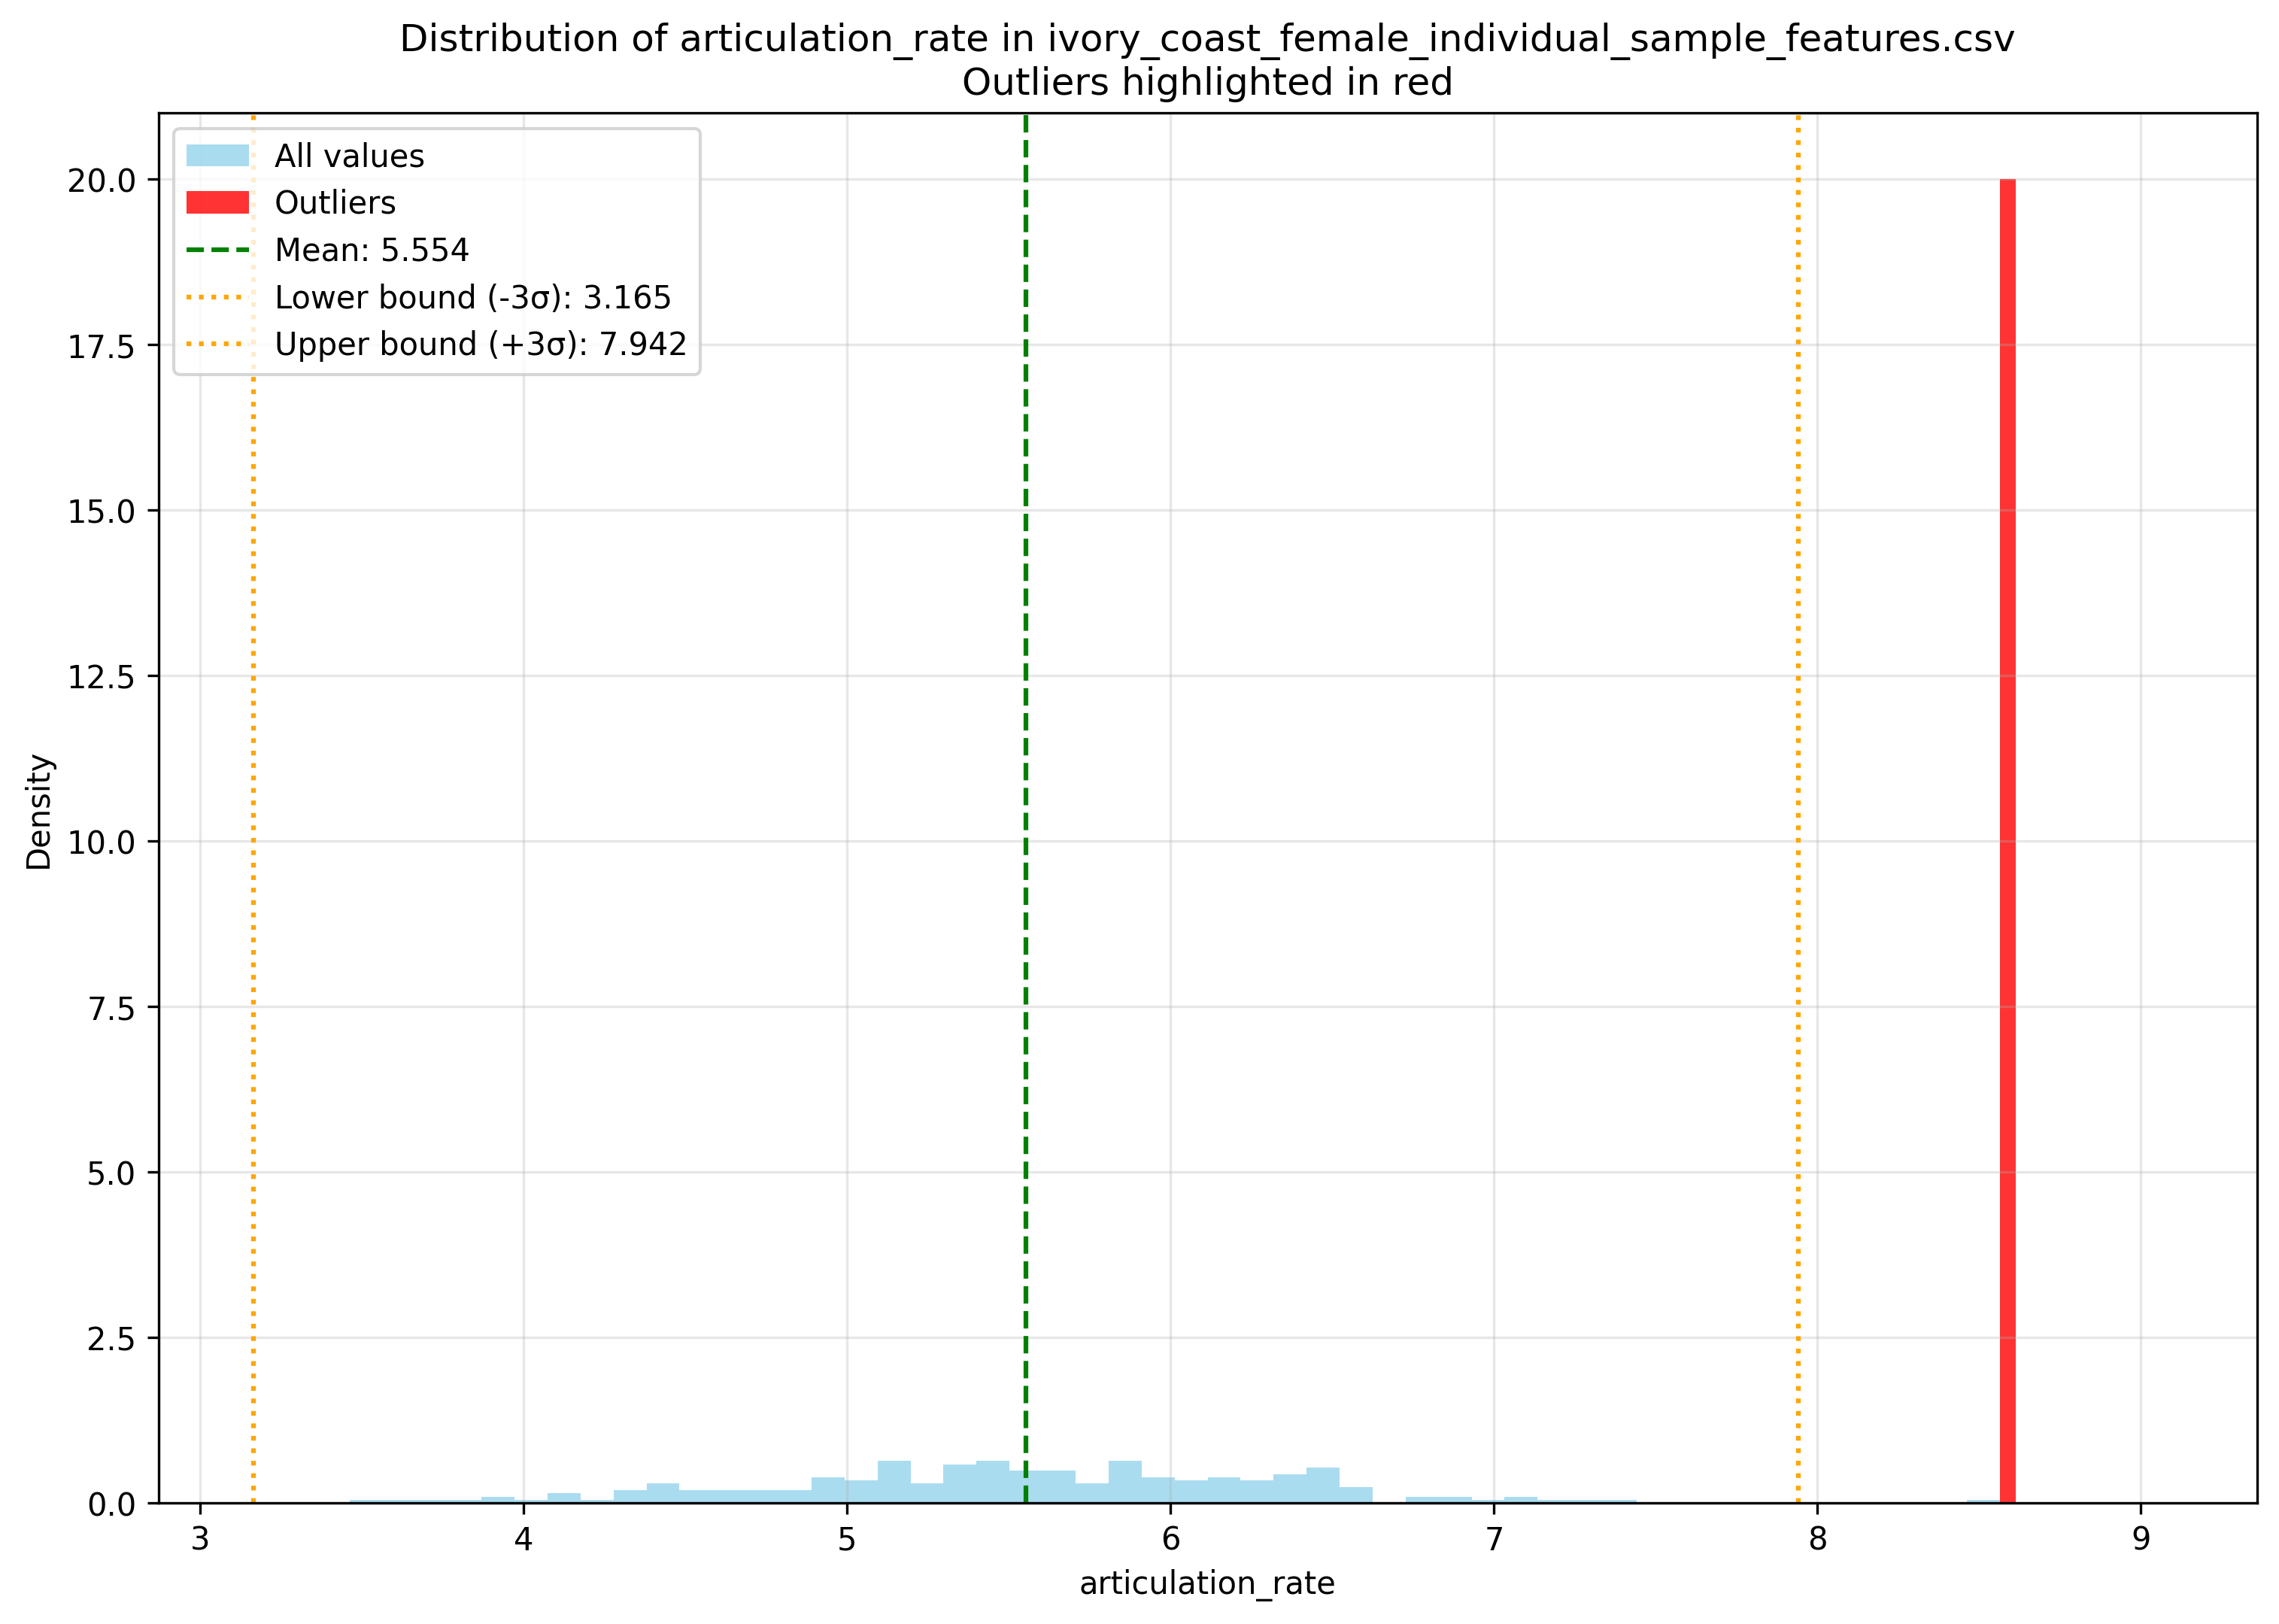 Distribution of articulation_rate in ivory_coast_female_individual_sample_features.csv
Outliers highlighted in red
All values
Outliers
Mean: 5.554
Lower bound (-3σ): 3.165
Upper bound (+3σ): 7.942
20.0
17.5
15.0
12.5
10.0
7.5
5.0
2.5
0.0
Density
3 4 5 6 7 8 9
articulation_rate